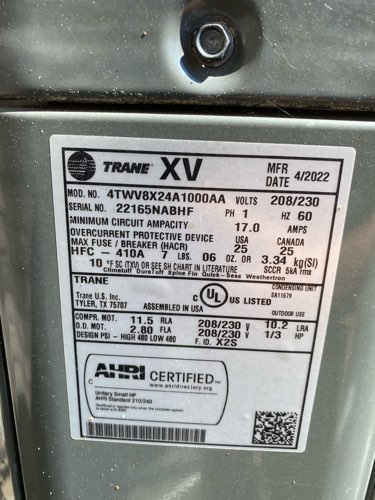 TRANE XV MFR DATE 4/2022
MOD. NO. 4TWV8X24A1000AA VOLTS 208/230
SERIAL NO. 22165NABHF PH 1 HZ 60
MINIMUM CIRCUIT AMPACITY 17.0 AMPS
OVERCURRENT PROTECTIVE DEVICE USA CANADA
MAX FUSE / BREAKER (HACR) 25 25
HFC - 410A 7 LBS. 06 OZ. OR 3.34 kg(SI)
10 °F SC (TXV) OR SEE SH CHART IN LITERATURE SCCR 5kA rms
Climatuff DuraTuff Spine Fin Quick-Sess Weathertron
TRANE
Trane U.S. Inc.
TYLER, TX 75707
ASSEMBLED IN USA
C UL US LISTED
CONDENSING UNIT
SA11679
OUTDOOR USE
COMPR. MOT. 11.5 RLA 208/230 V 10.2 LRA
O.D. MOT. 2.80 FLA 208/230 V 1/3 HP
DESIGN PSI - HIGH 480 LOW 480 F. ID. X2S
C AHRI CERTIFIED
www.ahridirectory.org
Unitary Small HP
AHRI Standard 210/240